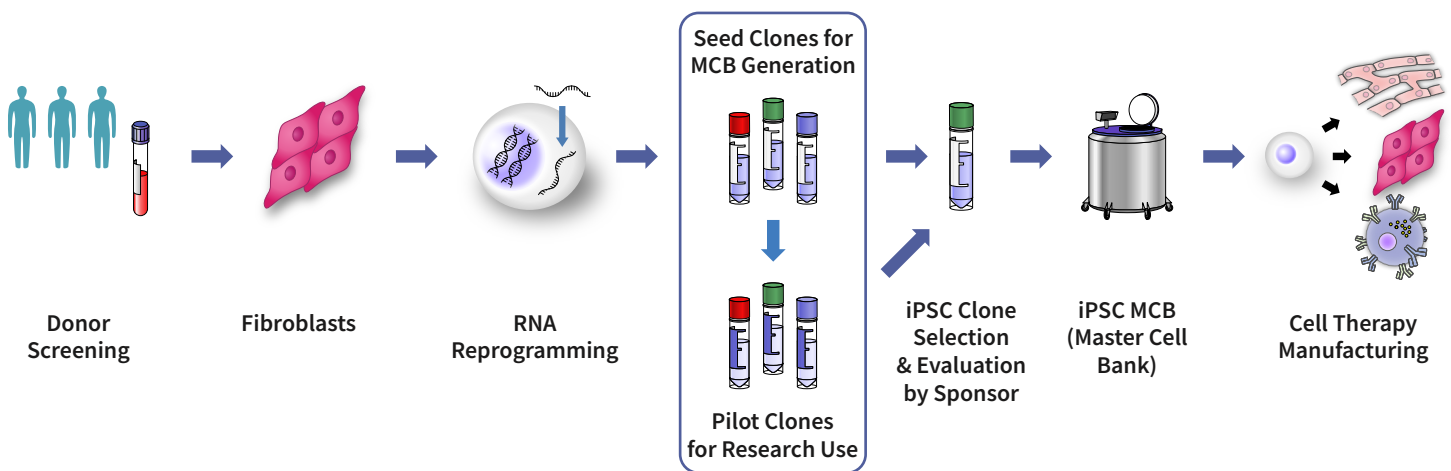 Seed Clones for
MCB Generation
Donor
Screening
Fibroblasts
RNA
Reprogramming
Pilot Clones
for Research Use
iPSC Clone
Selection
& Evaluation
by Sponsor
iPSC MCB
(Master Cell
Bank)
Cell Therapy
Manufacturing